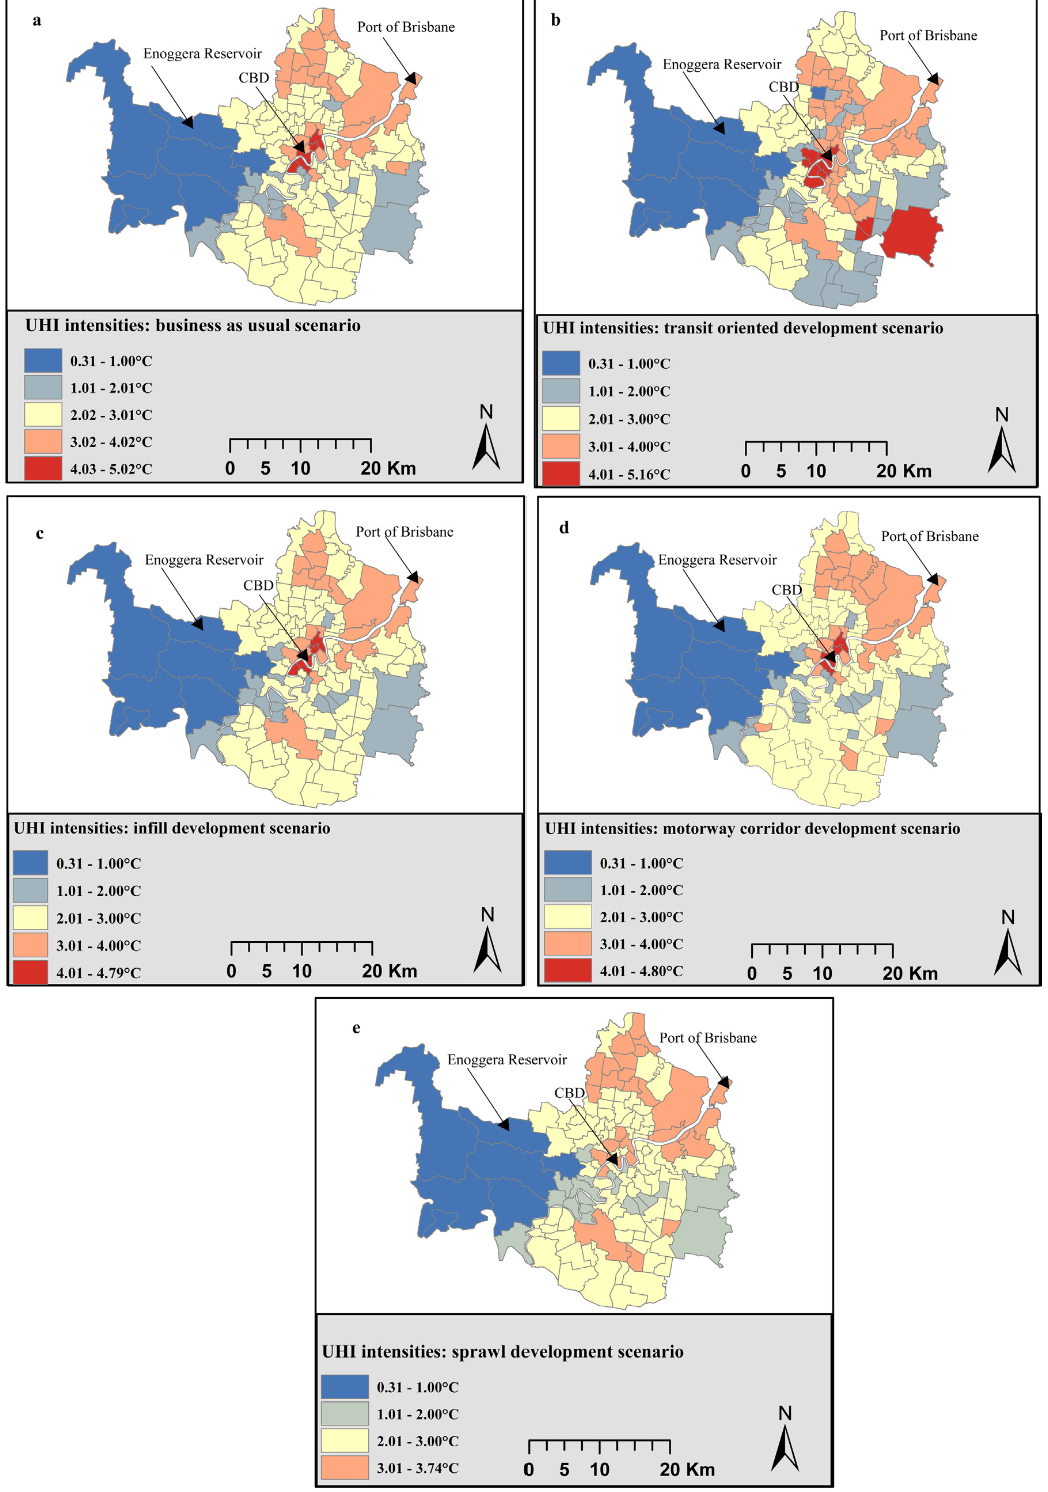 a
Port of Brisbane
Enoggera Reservoir
CBD
UHI intensities: business as usual scenario
0.31 - 1.00°C
1.01 - 2.01°C
2.02 - 3.01°C
3.02 - 4.02°C
4.03 - 5.02°C
N
0 5 10 20 Km
b
Port of Brisbane
Enoggera Reservoir
CBD
UHI intensities: transit oriented development scenario
0.31 - 1.00°C
1.01 - 2.00°C
2.01 - 3.00°C
3.01 - 4.00°C
4.01 - 5.16°C
N
0 5 10 20 Km
c
Port of Brisbane
Enoggera Reservoir
CBD
UHI intensities: infill development scenario
0.31 - 1.00°C
1.01 - 2.00°C
2.01 - 3.00°C
3.01 - 4.00°C
4.01 - 4.79°C
N
0 5 10 20 Km
d
Port of Brisbane
Enoggera Reservoir
CBD
UHI intensities: motorway corridor development scenario
0.31 - 1.00°C
1.01 - 2.00°C
2.01 - 3.00°C
3.01 - 4.00°C
4.01 - 4.80°C
N
0 5 10 20 Km
e
Port of Brisbane
Enoggera Reservoir
CBD
UHI intensities: sprawl development scenario
0.31 - 1.00°C
1.01 - 2.00°C
2.01 - 3.00°C
3.01 - 3.74°C
N
0 5 10 20 Km